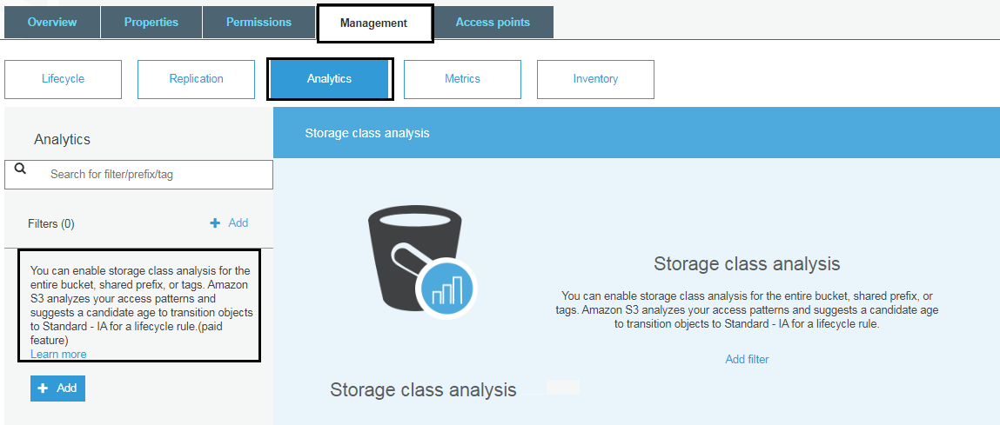 Overview
Properties
Permissions
Management
Access points
Lifecycle
Replication
Analytics
Metrics
Inventory
Analytics
Search for filter/prefix/tag
Filters (0)
Add
You can enable storage class analysis for the
entire bucket, shared prefix, or tags. Amazon
S3 analyzes your access patterns and
suggests a candidate age to transition objects
to Standard - IA for a lifecycle rule.(paid
feature)
Learn more
Add
Storage class analysis
Storage class analysis
Storage class analysis
You can enable storage class analysis for the entire bucket, shared prefix, or
tags. Amazon S3 analyzes your access patterns and suggests a candidate age
to transition objects to Standard - IA for a lifecycle rule.
Add filter